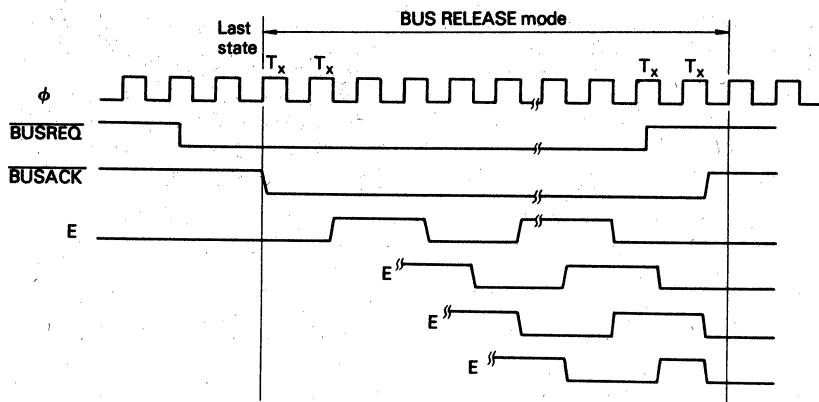 BUS RELEASE mode
Last
state
Tx Tx Tx Tx
φ
BUSREQ
BUSACK
E
E
E
E